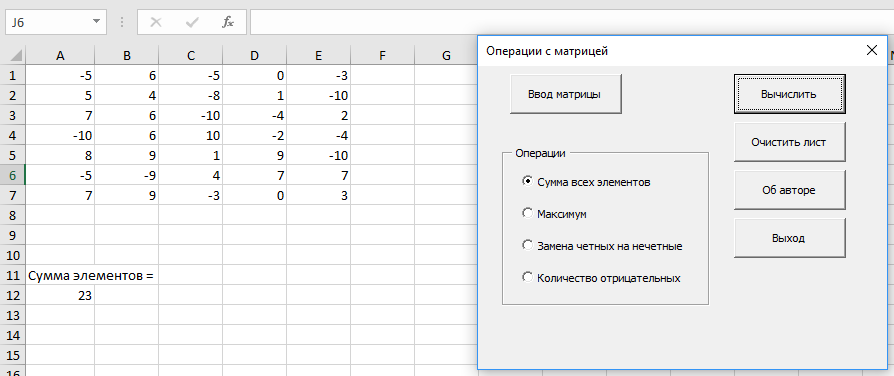 J6
fx
A B C D E F G
1 -5 6 -5 0 -3
2 5 4 -8 1 -10
3 7 6 -10 -4 2
4 -10 6 10 -2 -4
5 8 9 1 9 -10
6 -5 -9 4 7 7
7 7 9 -3 0 3
8
9
10
11 Сумма элементов =
12 23
13
14
15
16
Операции с матрицей
Ввод матрицы
Вычислить
Очистить лист
Об авторе
Выход
Операции
Сумма всех элементов
Максимум
Замена четных на нечетные
Количество отрицательных